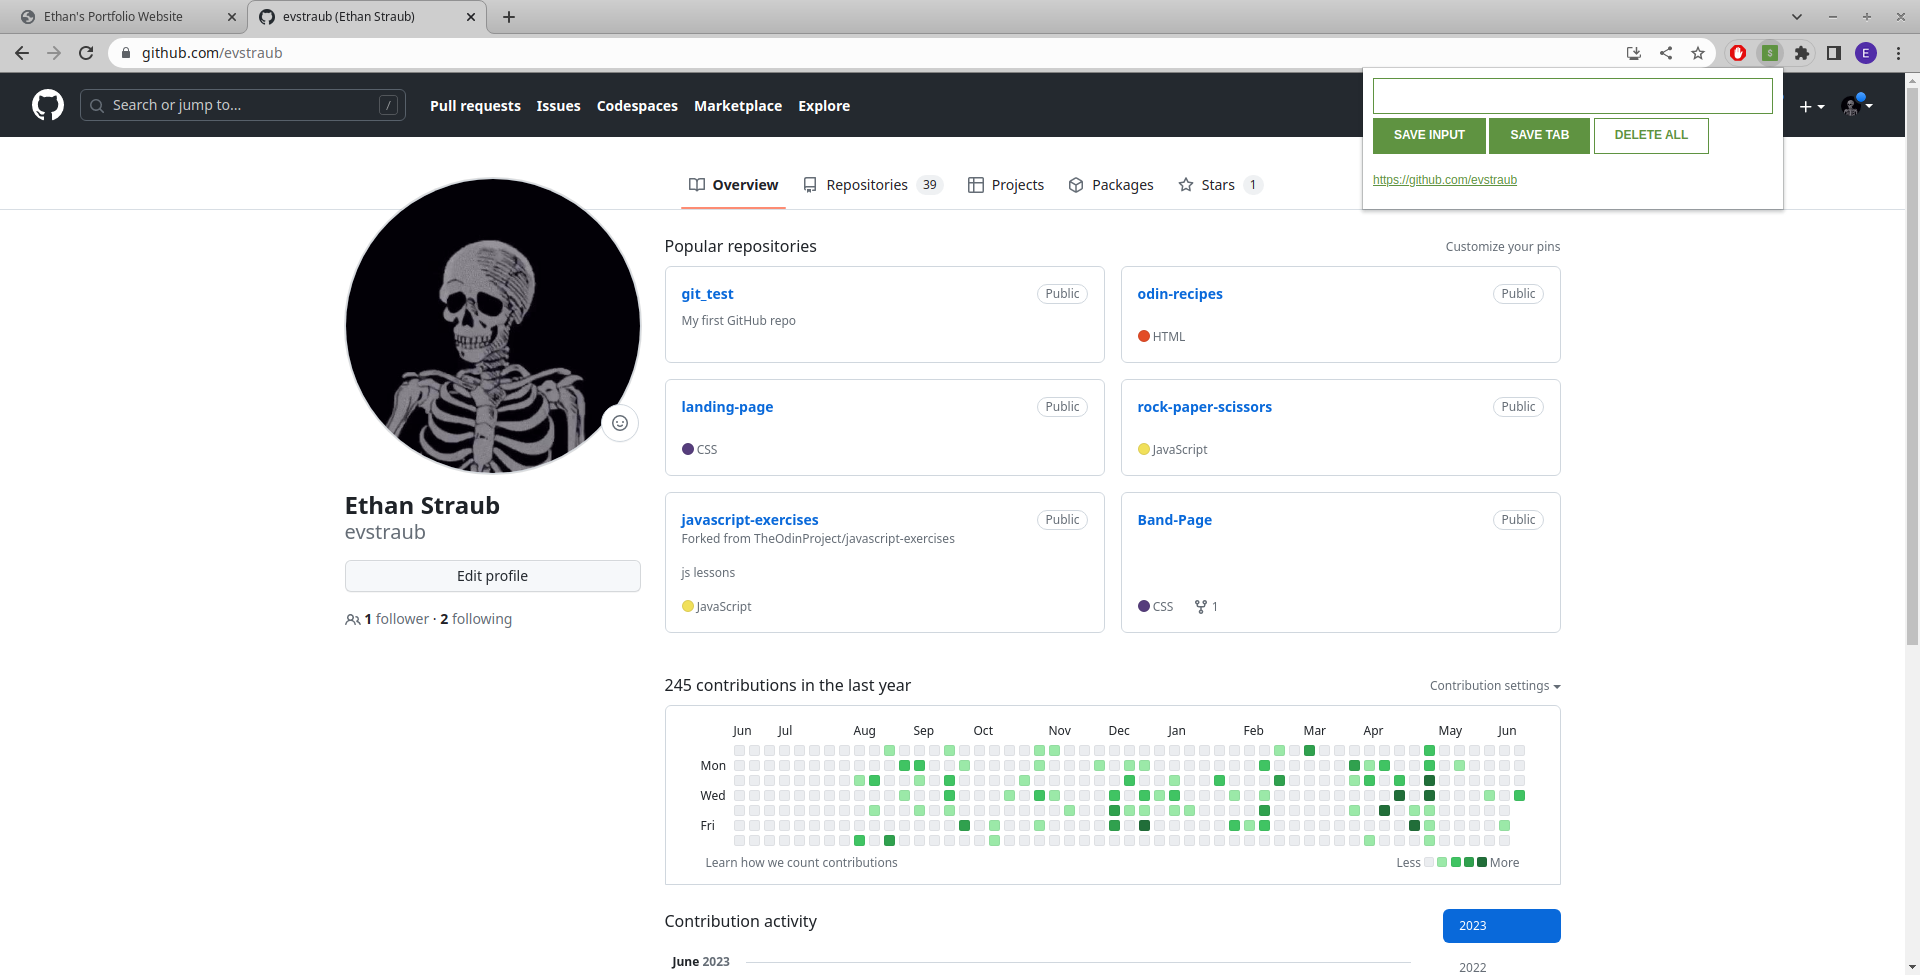 Ethan's Portfolio Website
evstraub (Ethan Straub)
github.com/evstraub
E
Search or jump to...
/
Pull requests
Issues
Codespaces
Marketplace
Explore
SAVE INPUT
SAVE TAB
DELETE ALL
https://github.com/evstraub
Overview
Repositories 39
Projects
Packages
Stars 1
Ethan Straub
evstraub
Edit profile
1 follower · 2 following
Popular repositories
Customize your pins
git_test
Public
My first GitHub repo
odin-recipes
Public
HTML
landing-page
Public
CSS
rock-paper-scissors
Public
JavaScript
javascript-exercises
Public
Forked from TheOdinProject/javascript-exercises
js lessons
JavaScript
Band-Page
Public
CSS
1
245 contributions in the last year
Contribution settings
Jun Jul Aug Sep Oct Nov Dec Jan Feb Mar Apr May Jun
Mon
Wed
Fri
Learn how we count contributions
Less
More
Contribution activity
2023
June 2023
2022